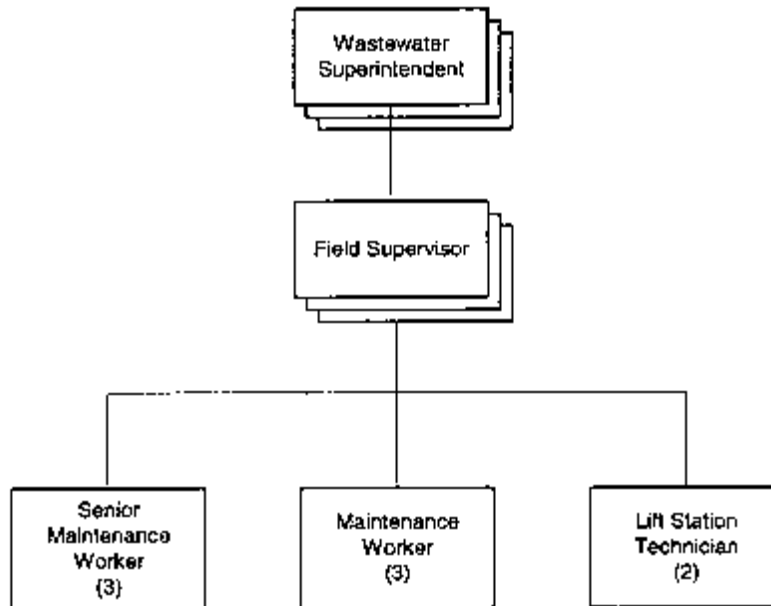 Wastewater
Superintendent
Field Supervisor
Senior
Maintenance
Worker
(3)
Maintenance
Worker
(3)
Lift Station
Technician
(2)